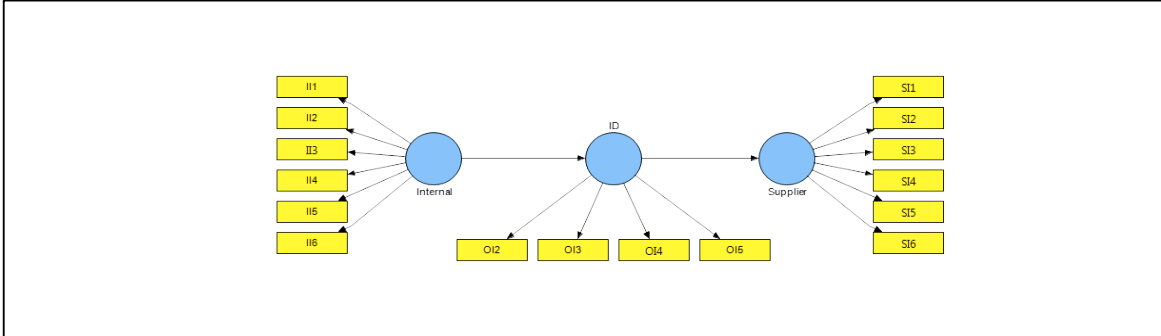 II1
II2
II3
II4
II5
II6
Internal
ID
OI2
OI3
OI4
OI5
Supplier
SI1
SI2
SI3
SI4
SI5
SI6